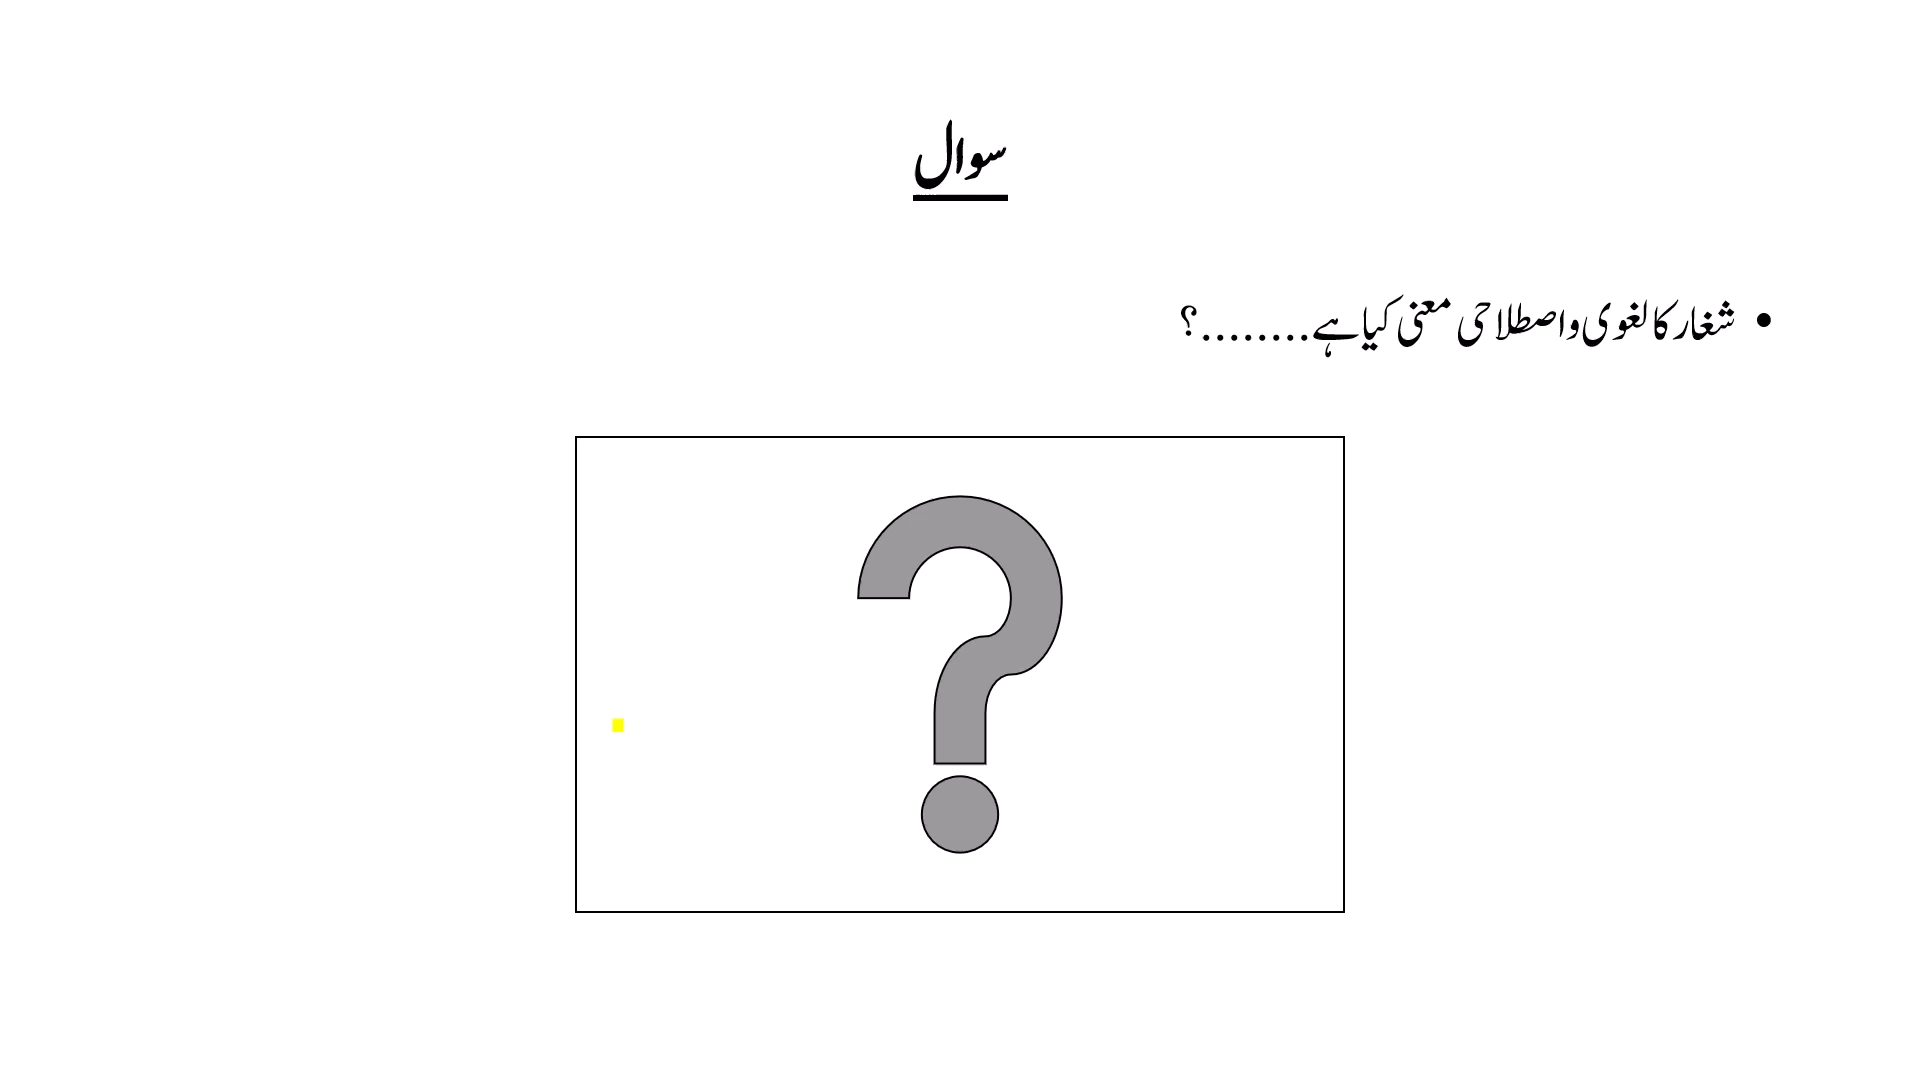 سوال
• شغار کا لغوی و اصطلاحی معنی کیا ہے........؟